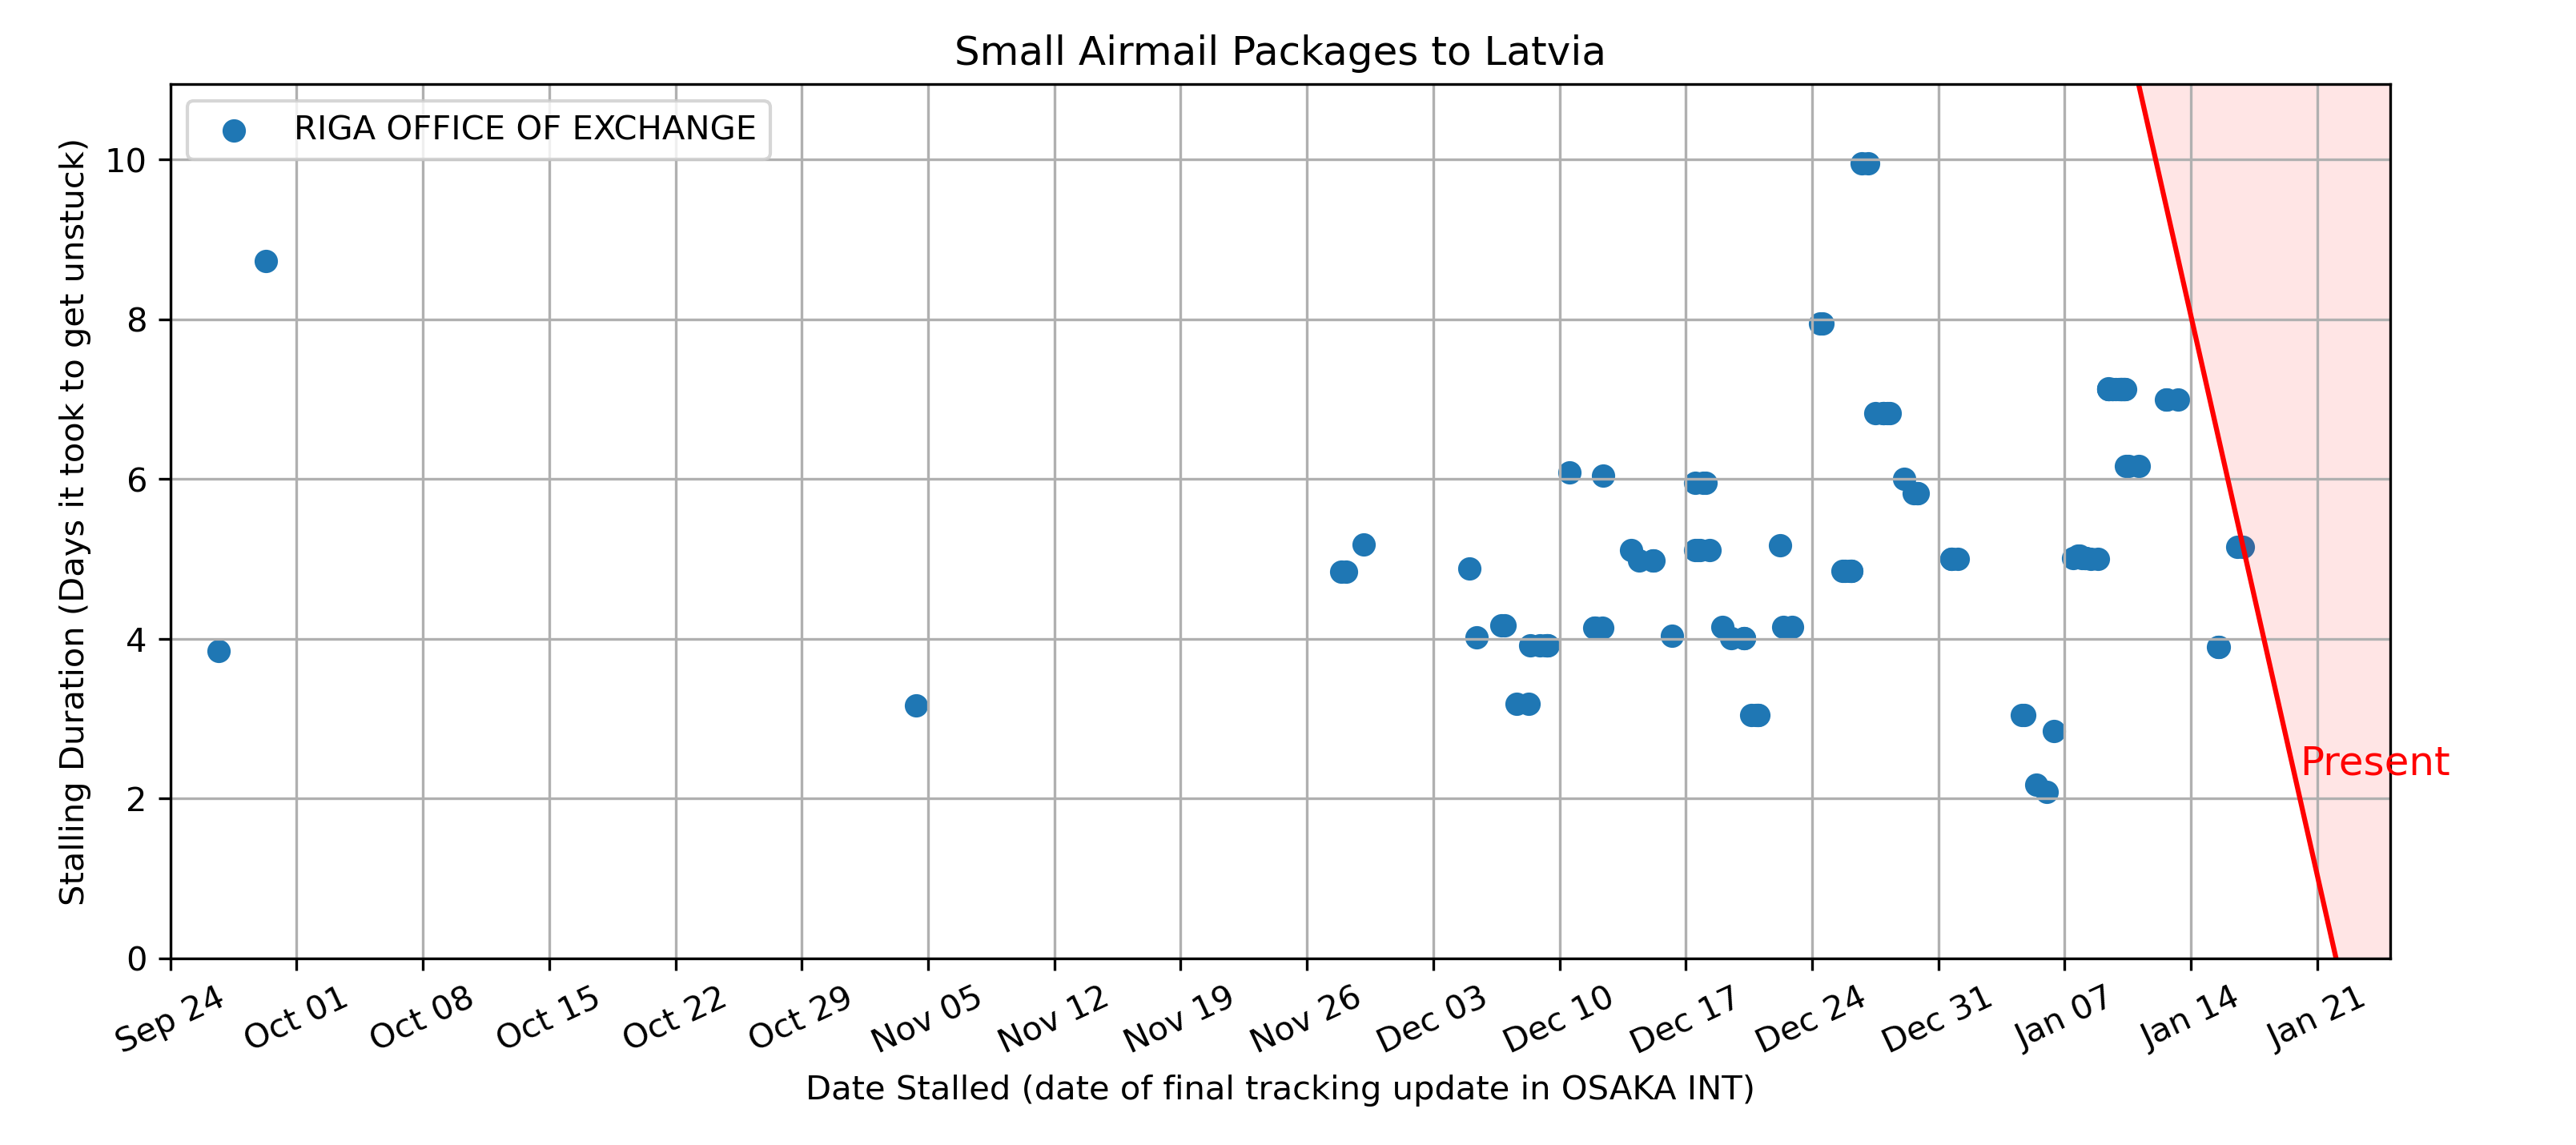 Small Airmail Packages to Latvia
RIGA OFFICE OF EXCHANGE
Stalling Duration (Days it took to get unstuck)
10
8
6
4
2
0
Present
Sep 24
Oct 01
Oct 08
Oct 15
Oct 22
Oct 29
Nov 05
Nov 12
Nov 19
Nov 26
Dec 03
Dec 10
Dec 17
Dec 24
Dec 31
Jan 07
Jan 14
Jan 21
Date Stalled (date of final tracking update in OSAKA INT)